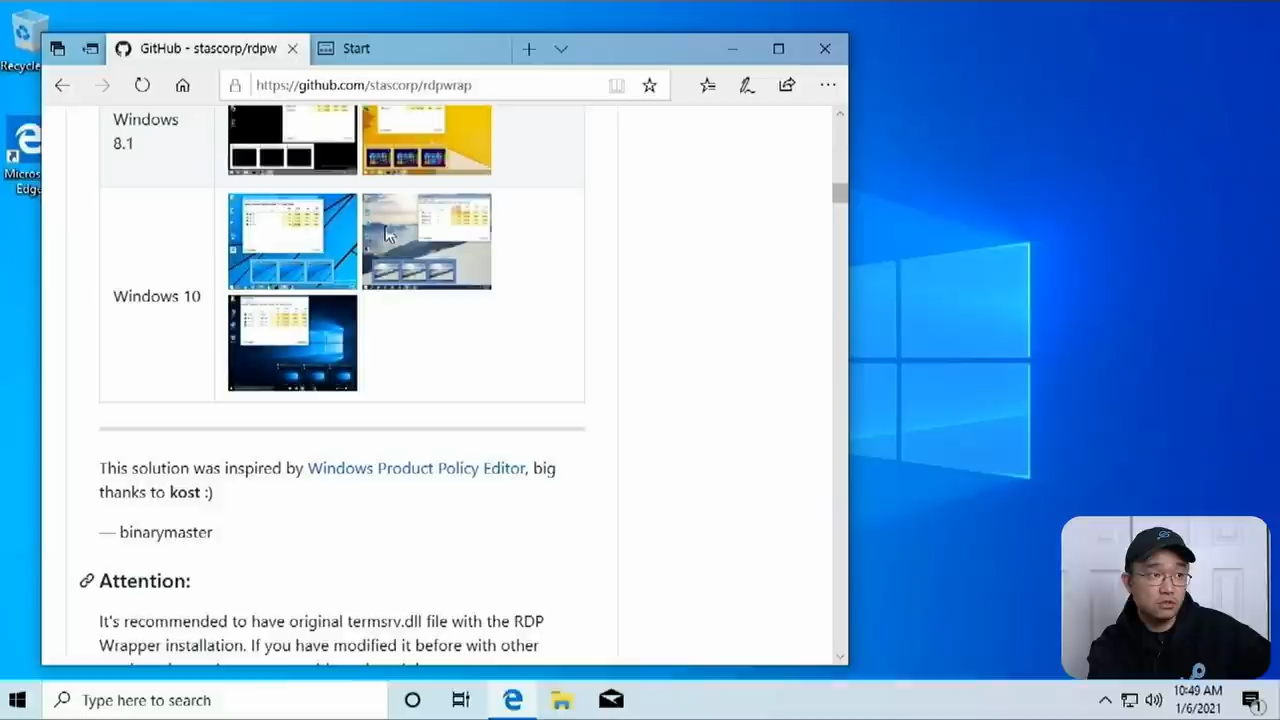 Recycle
Micros
Edge
GitHub - stascorp/rdpw
Start
https://github.com/stascorp/rdpwrap
Windows
8.1
Windows 10
This solution was inspired by Windows Product Policy Editor, big
thanks to kost :)
— binarymaster
Attention:
It's recommended to have original termsrv.dll file with the RDP
Wrapper installation. If you have modified it before with other
Type here to search
10:49 AM
1/6/2021
1